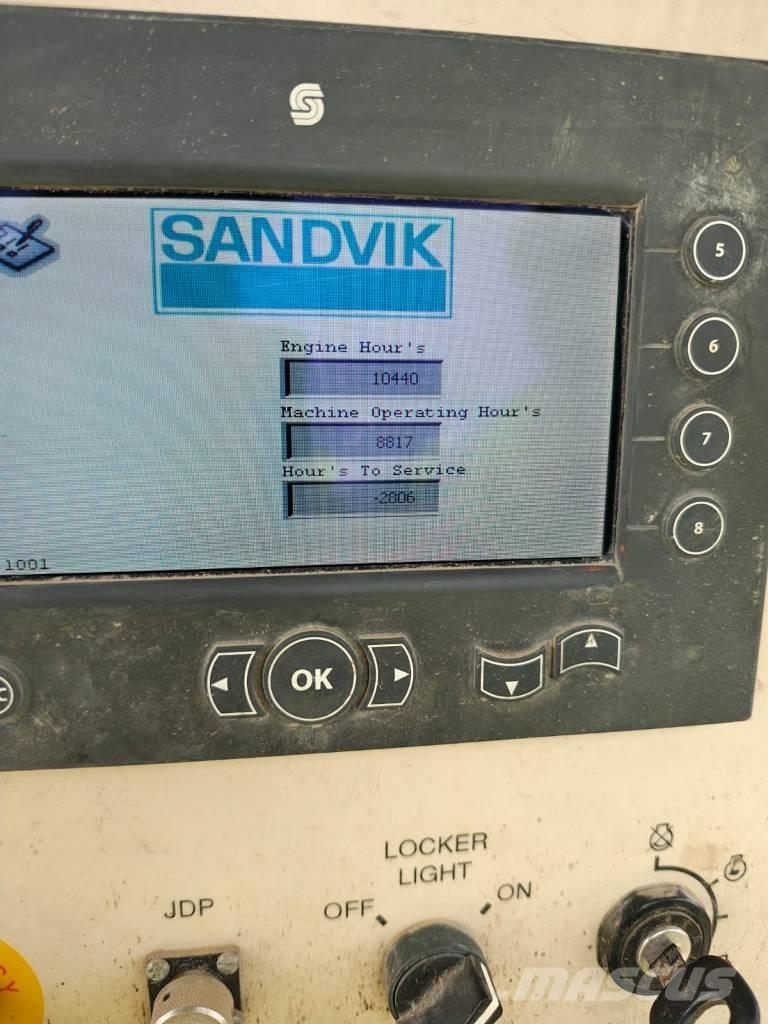 SANDVIK
5
Engine Hour's
6
10440
Machine Operating Hour's
8817
7
Hour's To Service
-2806
8
1001
OK
LOCKER
LIGHT
OFF
ON
JDP
MASCUS